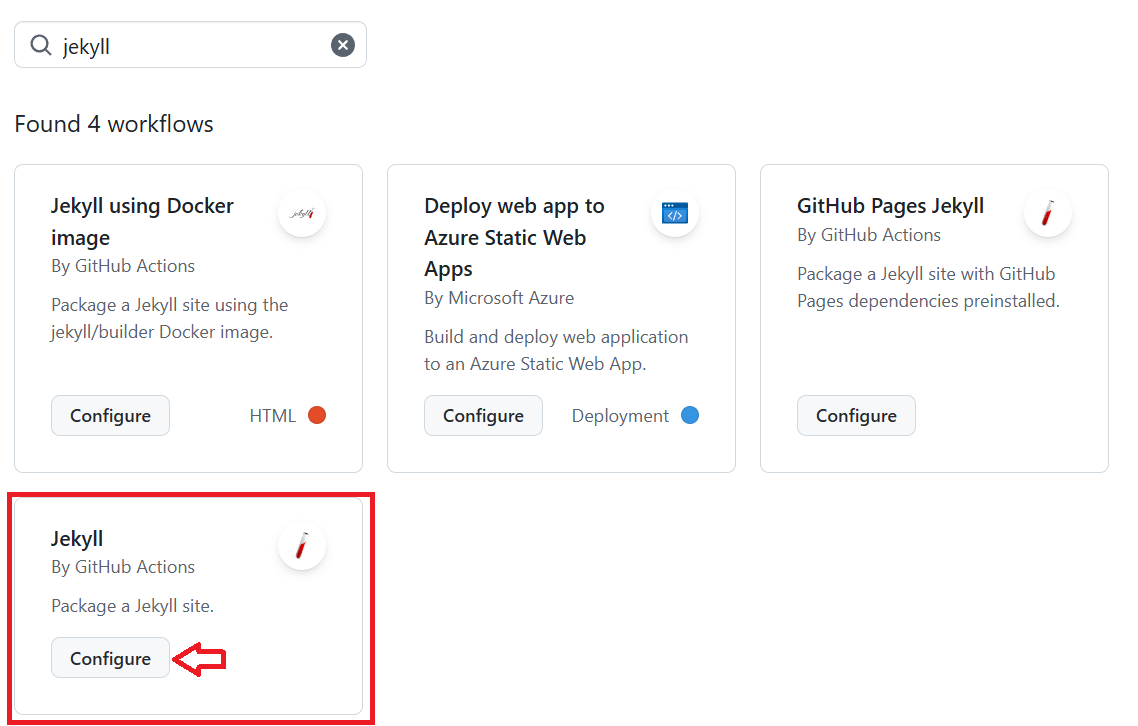 jekyll
Found 4 workflows
Jekyll using Docker
image
By GitHub Actions
Package a Jekyll site using the
jekyll/builder Docker image.
Configure
HTML
jekyll
Deploy web app to
Azure Static Web
Apps
By Microsoft Azure
Build and deploy web application
to an Azure Static Web App.
Configure
Deployment
GitHub Pages Jekyll
By GitHub Actions
Package a Jekyll site with GitHub
Pages dependencies preinstalled.
Configure
Jekyll
By GitHub Actions
Package a Jekyll site.
Configure